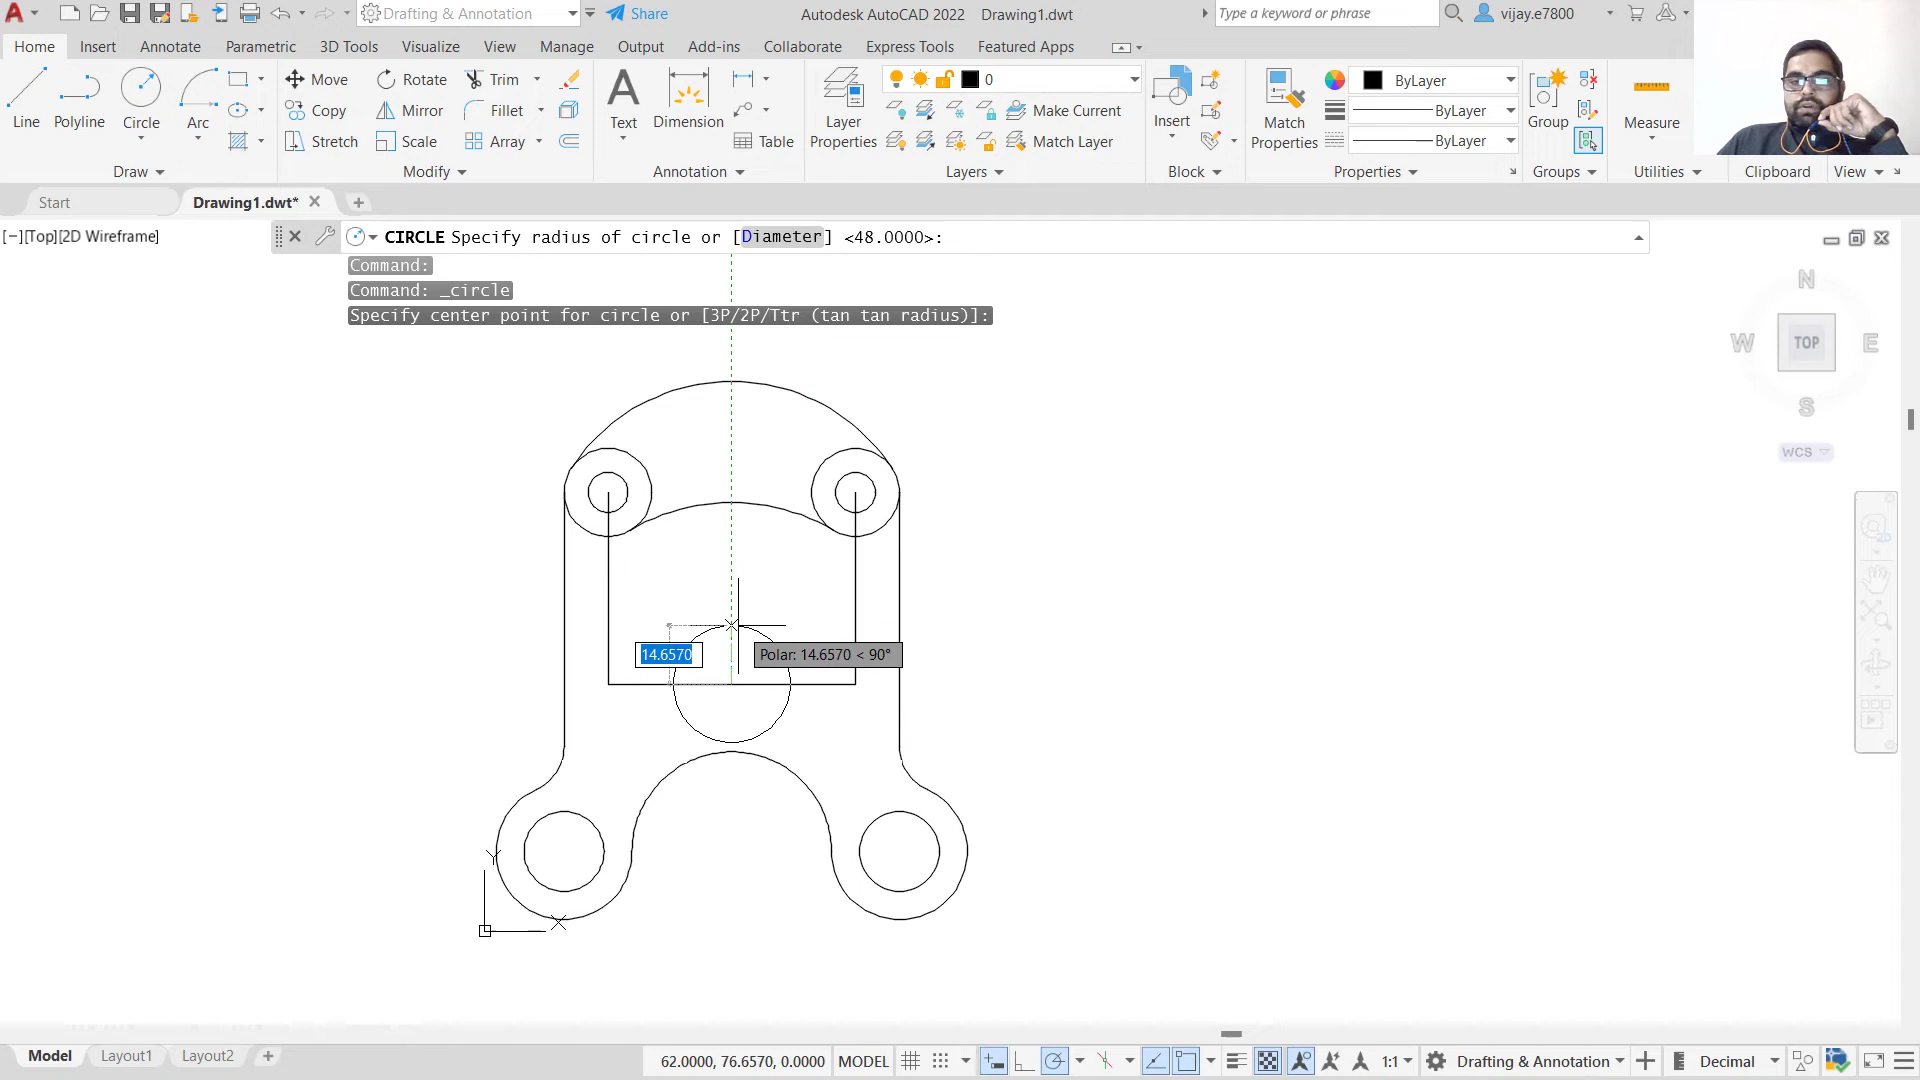 Drafting & Annotation
Share
Autodesk AutoCAD 2022 Drawing1.dwt
Type a keyword or phrase
vijay.e7800
Home Insert Annotate Parametric 3D Tools Visualize View Manage Output Add-ins Collaborate Express Tools Featured Apps
Line Polyline Circle Arc
Move Rotate Trim
Copy Mirror Fillet
Stretch Scale Array
Text Dimension Table
Layer Properties
0
Make Current
Match Layer
Insert
Match Properties
ByLayer
ByLayer
ByLayer
Group
Measure
Draw Modify Annotation Layers Block Properties Groups Utilities Clipboard View
Start Drawing1.dwt*
[−][Top][2D Wireframe]
CIRCLE Specify radius of circle or [Diameter] <48.0000>:
Command:
Command: _circle
Specify center point for circle or [3P/2P/Ttr (tan tan radius)]:
N
W TOP E
S
WCS
14.6570
Polar: 14.6570 < 90°
Y
X
2D
Model Layout1 Layout2
62.0000, 76.6570, 0.0000 MODEL
1:1
Drafting & Annotation
Decimal